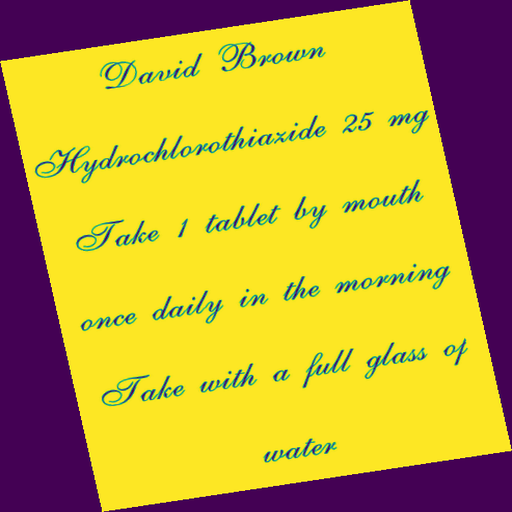 David Brown
Hydrochlorothiazide 25 mg
Take 1 tablet by mouth
once daily in the morning
Take with a full glass of
water